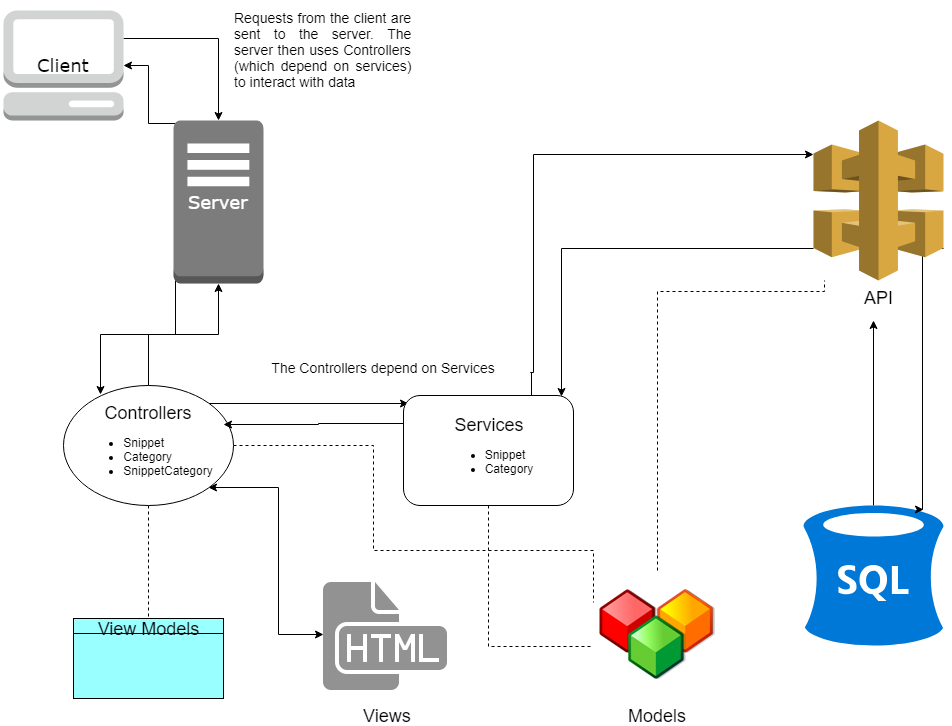 Requests from the client are
sent to the server. The
server then uses Controllers
(which depend on services)
to interact with data
Client
Server
API
The Controllers depend on Services
Controllers
Snippet
Category
SnippetCategory
Services
Snippet
Category
SQL
View Models
HTML
Views
Models